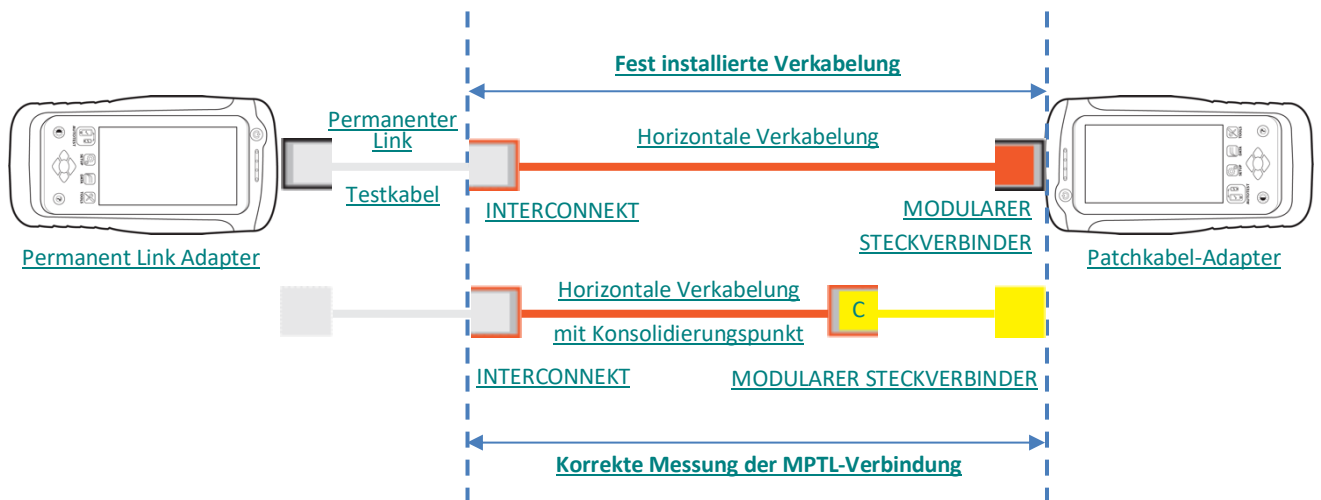 Fest installierte Verkabelung
Permanenter
Link
Horizontale Verkabelung
Testkabel
INTERCONNEKT
MODULARER
STECKVERBINDER
Permanent Link Adapter
Patchkabel-Adapter
Horizontale Verkabelung
C
mit Konsolidierungspunkt
INTERCONNEKT
MODULARER STECKVERBINDER
Korrekte Messung der MPTL-Verbindung